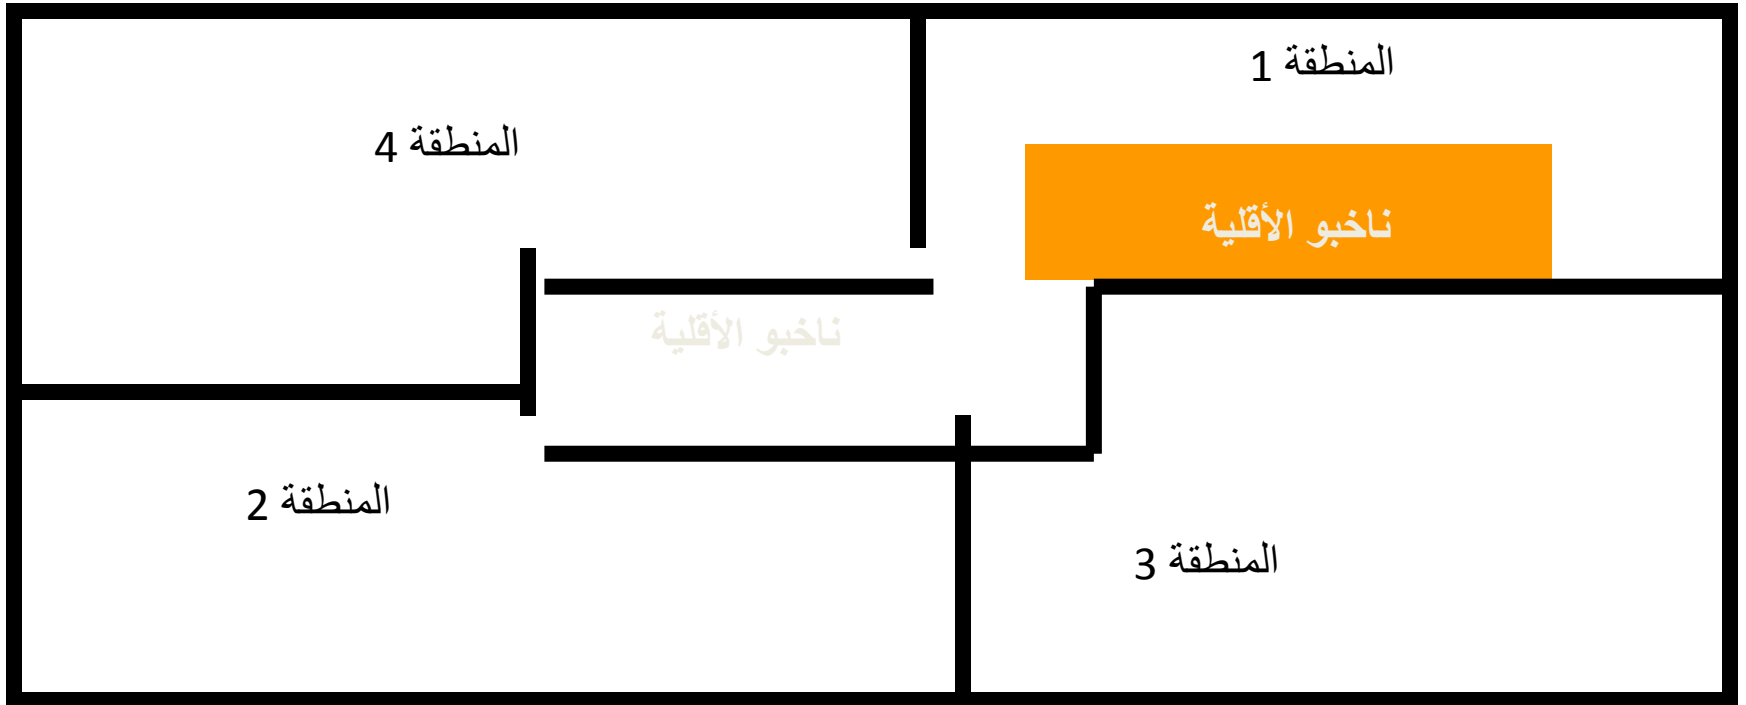 المنطقة 1
المنطقة 4
ناخبو الأقلية
ناخبو الأقلية
المنطقة 2
المنطقة 3